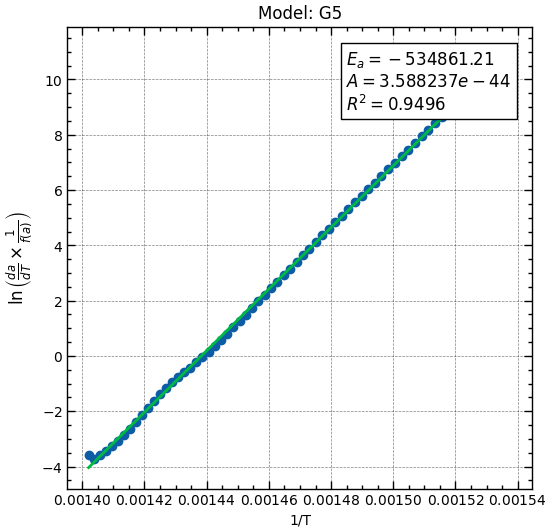 Model: G5
E_a = −534861.21
A = 3.588237e − 44
R² = 0.9496
ln (da/dT × 1/f(a))
10
8
6
4
2
0
−2
−4
0.00140 0.00142 0.00144 0.00146 0.00148 0.00150 0.00152 0.00154
1/T